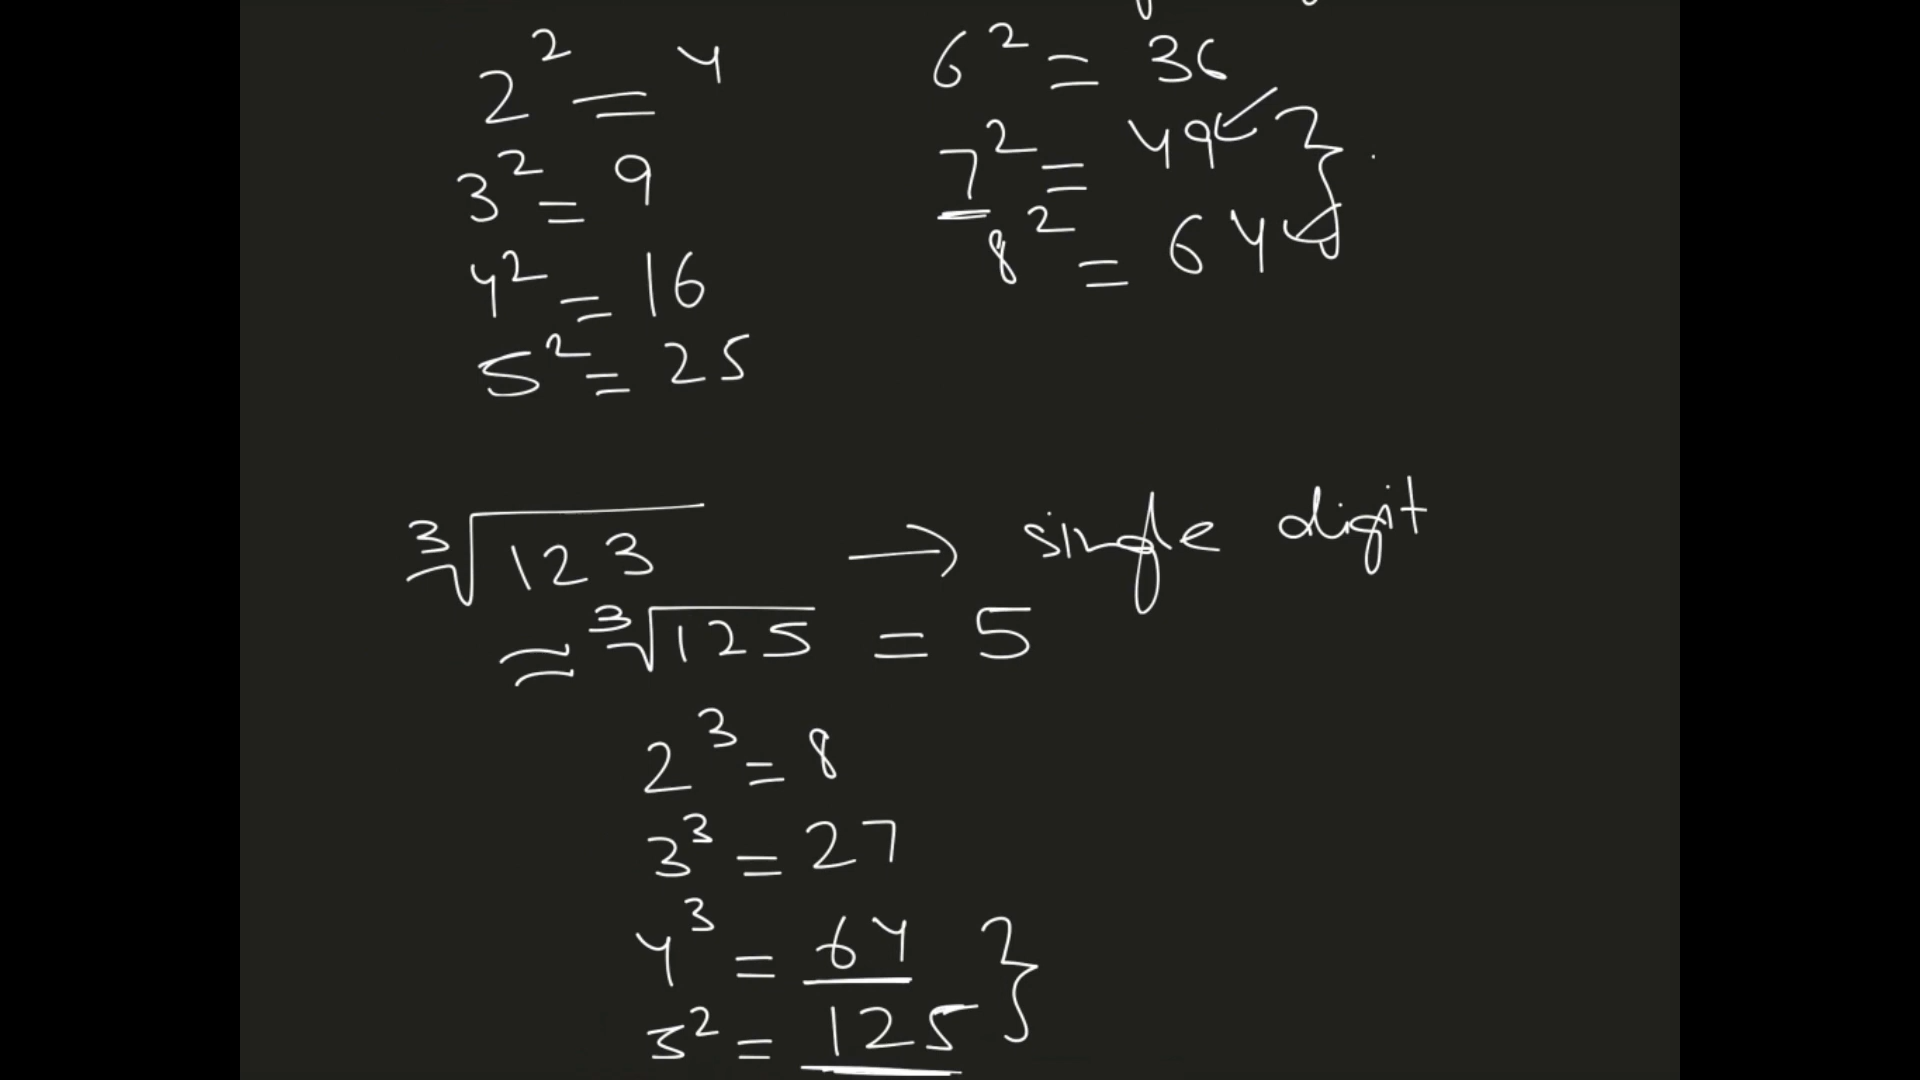 2² = 4
3² = 9
4² = 16
5² = 25
6² = 36
7² = 49
8² = 64
∛123 → single digit
≈ ∛125 = 5
2³ = 8
3³ = 27
4³ = 64
3² = 125